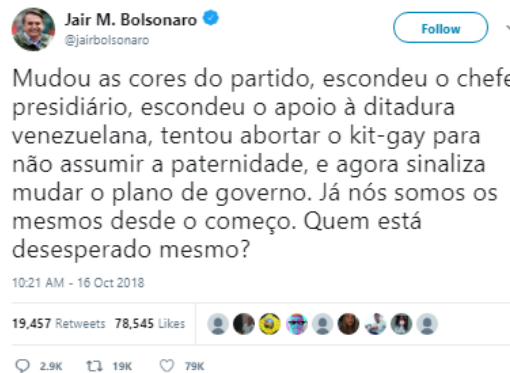 Jair M. Bolsonaro
Follow
@jairbolsonaro
Mudou as cores do partido, escondeu o chefe
presidiário, escondeu o apoio à ditadura
venezuelana, tentou abortar o kit-gay para
não assumir a paternidade, e agora sinaliza
mudar o plano de governo. Já nós somos os
mesmos desde o começo. Quem está
desesperado mesmo?
10:21 AM - 16 Oct 2018
19,457 Retweets 78,545 Likes
2.9K 19K 79K